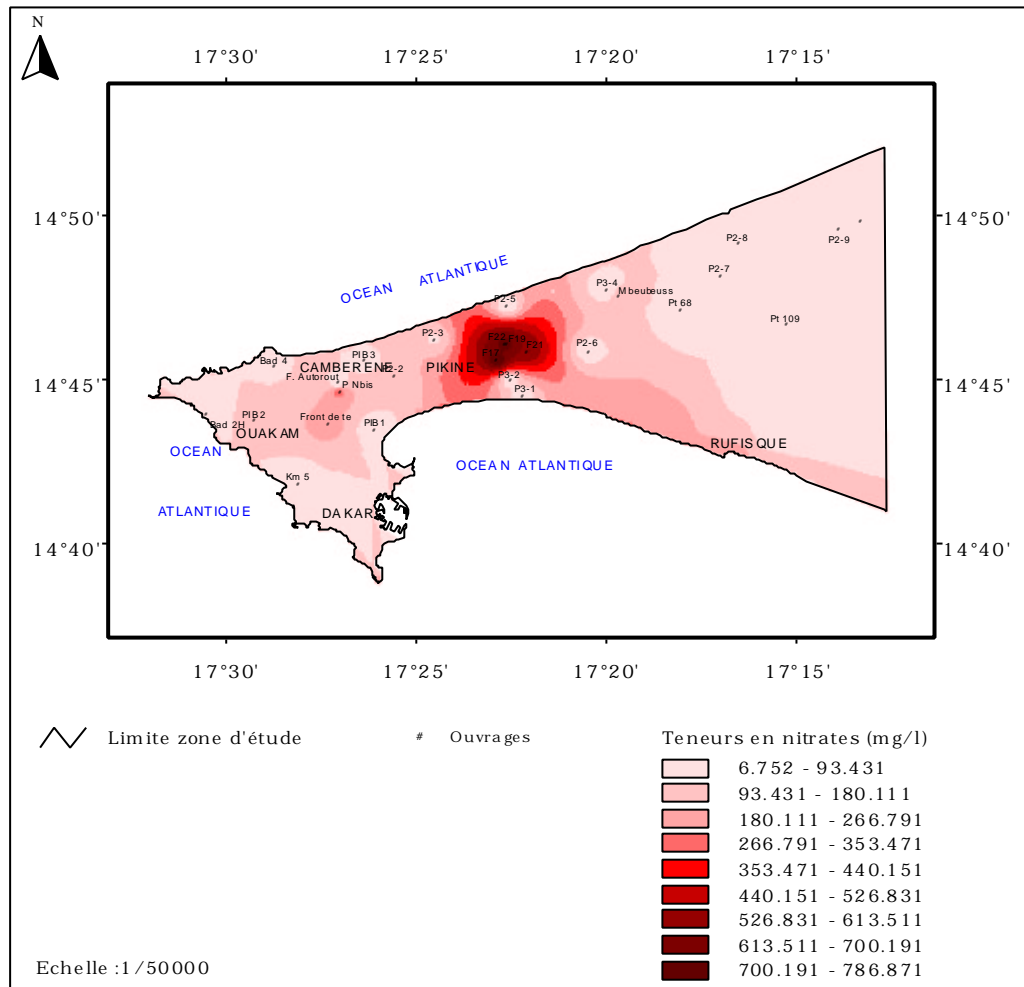 N
17°30' 17°25' 17°20' 17°15'
14°50' 14°50'
P2-8
P2-9
OCEAN ATLANTIQUE
P2-7
P3-4
Mbeubeuss
P2-5
Pt 68
Pt 109
P2-3
F22 F19
F21
P2-6
PIB3
F17
Bad 4
CAMBERENE
PIKINE
P2-2
F. Autorout
P3-2
14°45' 14°45'
P Nbis
P3-1
PIB2
Front de te
PIB1
Bad 2H
OUAKAM
RUFISQUE
OCEAN
OCEAN ATLANTIQUE
Km 5
ATLANTIQUE
DAKAR
14°40' 14°40'
17°30' 17°25' 17°20' 17°15'
Limite zone d'étude
# Ouvrages
Teneurs en nitrates (mg/l)
6.752 - 93.431
93.431 - 180.111
180.111 - 266.791
266.791 - 353.471
353.471 - 440.151
440.151 - 526.831
526.831 - 613.511
613.511 - 700.191
700.191 - 786.871
Echelle :1/50000